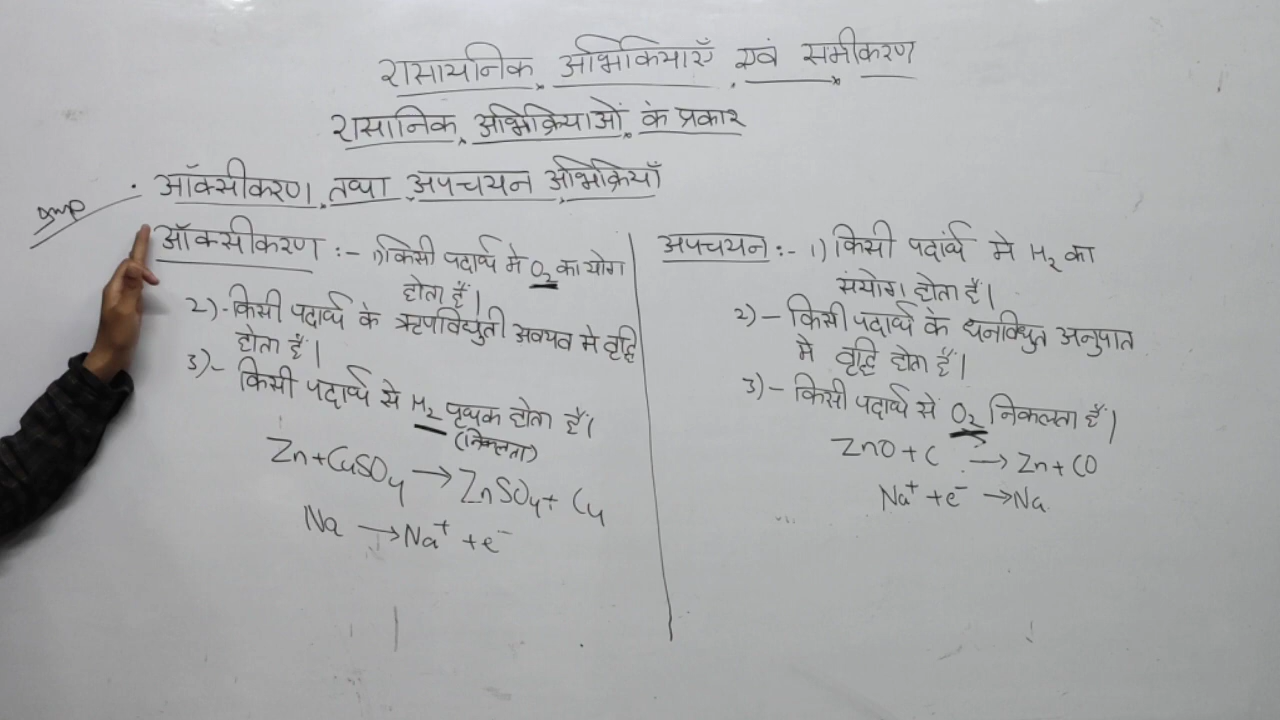 रासायनिक अभिकियाएँ एवं समीकरण
रासानिक अभिक्रियाओं के प्रकार
ऑक्सीकरण तथा अपचयन अभिक्रियाँ
Imp
ऑकसीकरण :- 1) किसी पदार्थ मे O₂ का योग
होता हैं।
2)- किसी पदार्थ के ऋणविद्युती अवयव मे वृद्धि
होता हैं।
3)- किसी पदार्थ से H₂ पृथक होता हैं।
(निकलता)
Zn+CuSO₄ → ZnSO₄+ Cu
Na → Na⁺ + e⁻
अपचयन :- 1) किसी पदार्थ मे H₂ का
संयोग होता हैं।
2)- किसी पदार्थ के धनविधुत अनुपात
मे वृद्धि होता हैं।
3)- किसी पदार्थ से O₂ निकलता हैं।
ZnO + C → Zn + CO
Na⁺ + e⁻ → Na